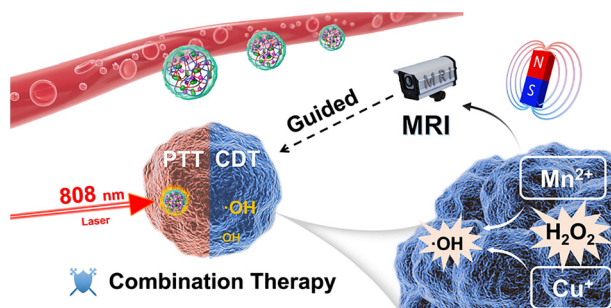 N
S
MRI
MRI
Guided
PTT CDT
808 nm
Laser
·OH
·OH
Mn²⁺
H₂O₂
·OH
Cu⁺
Combination Therapy